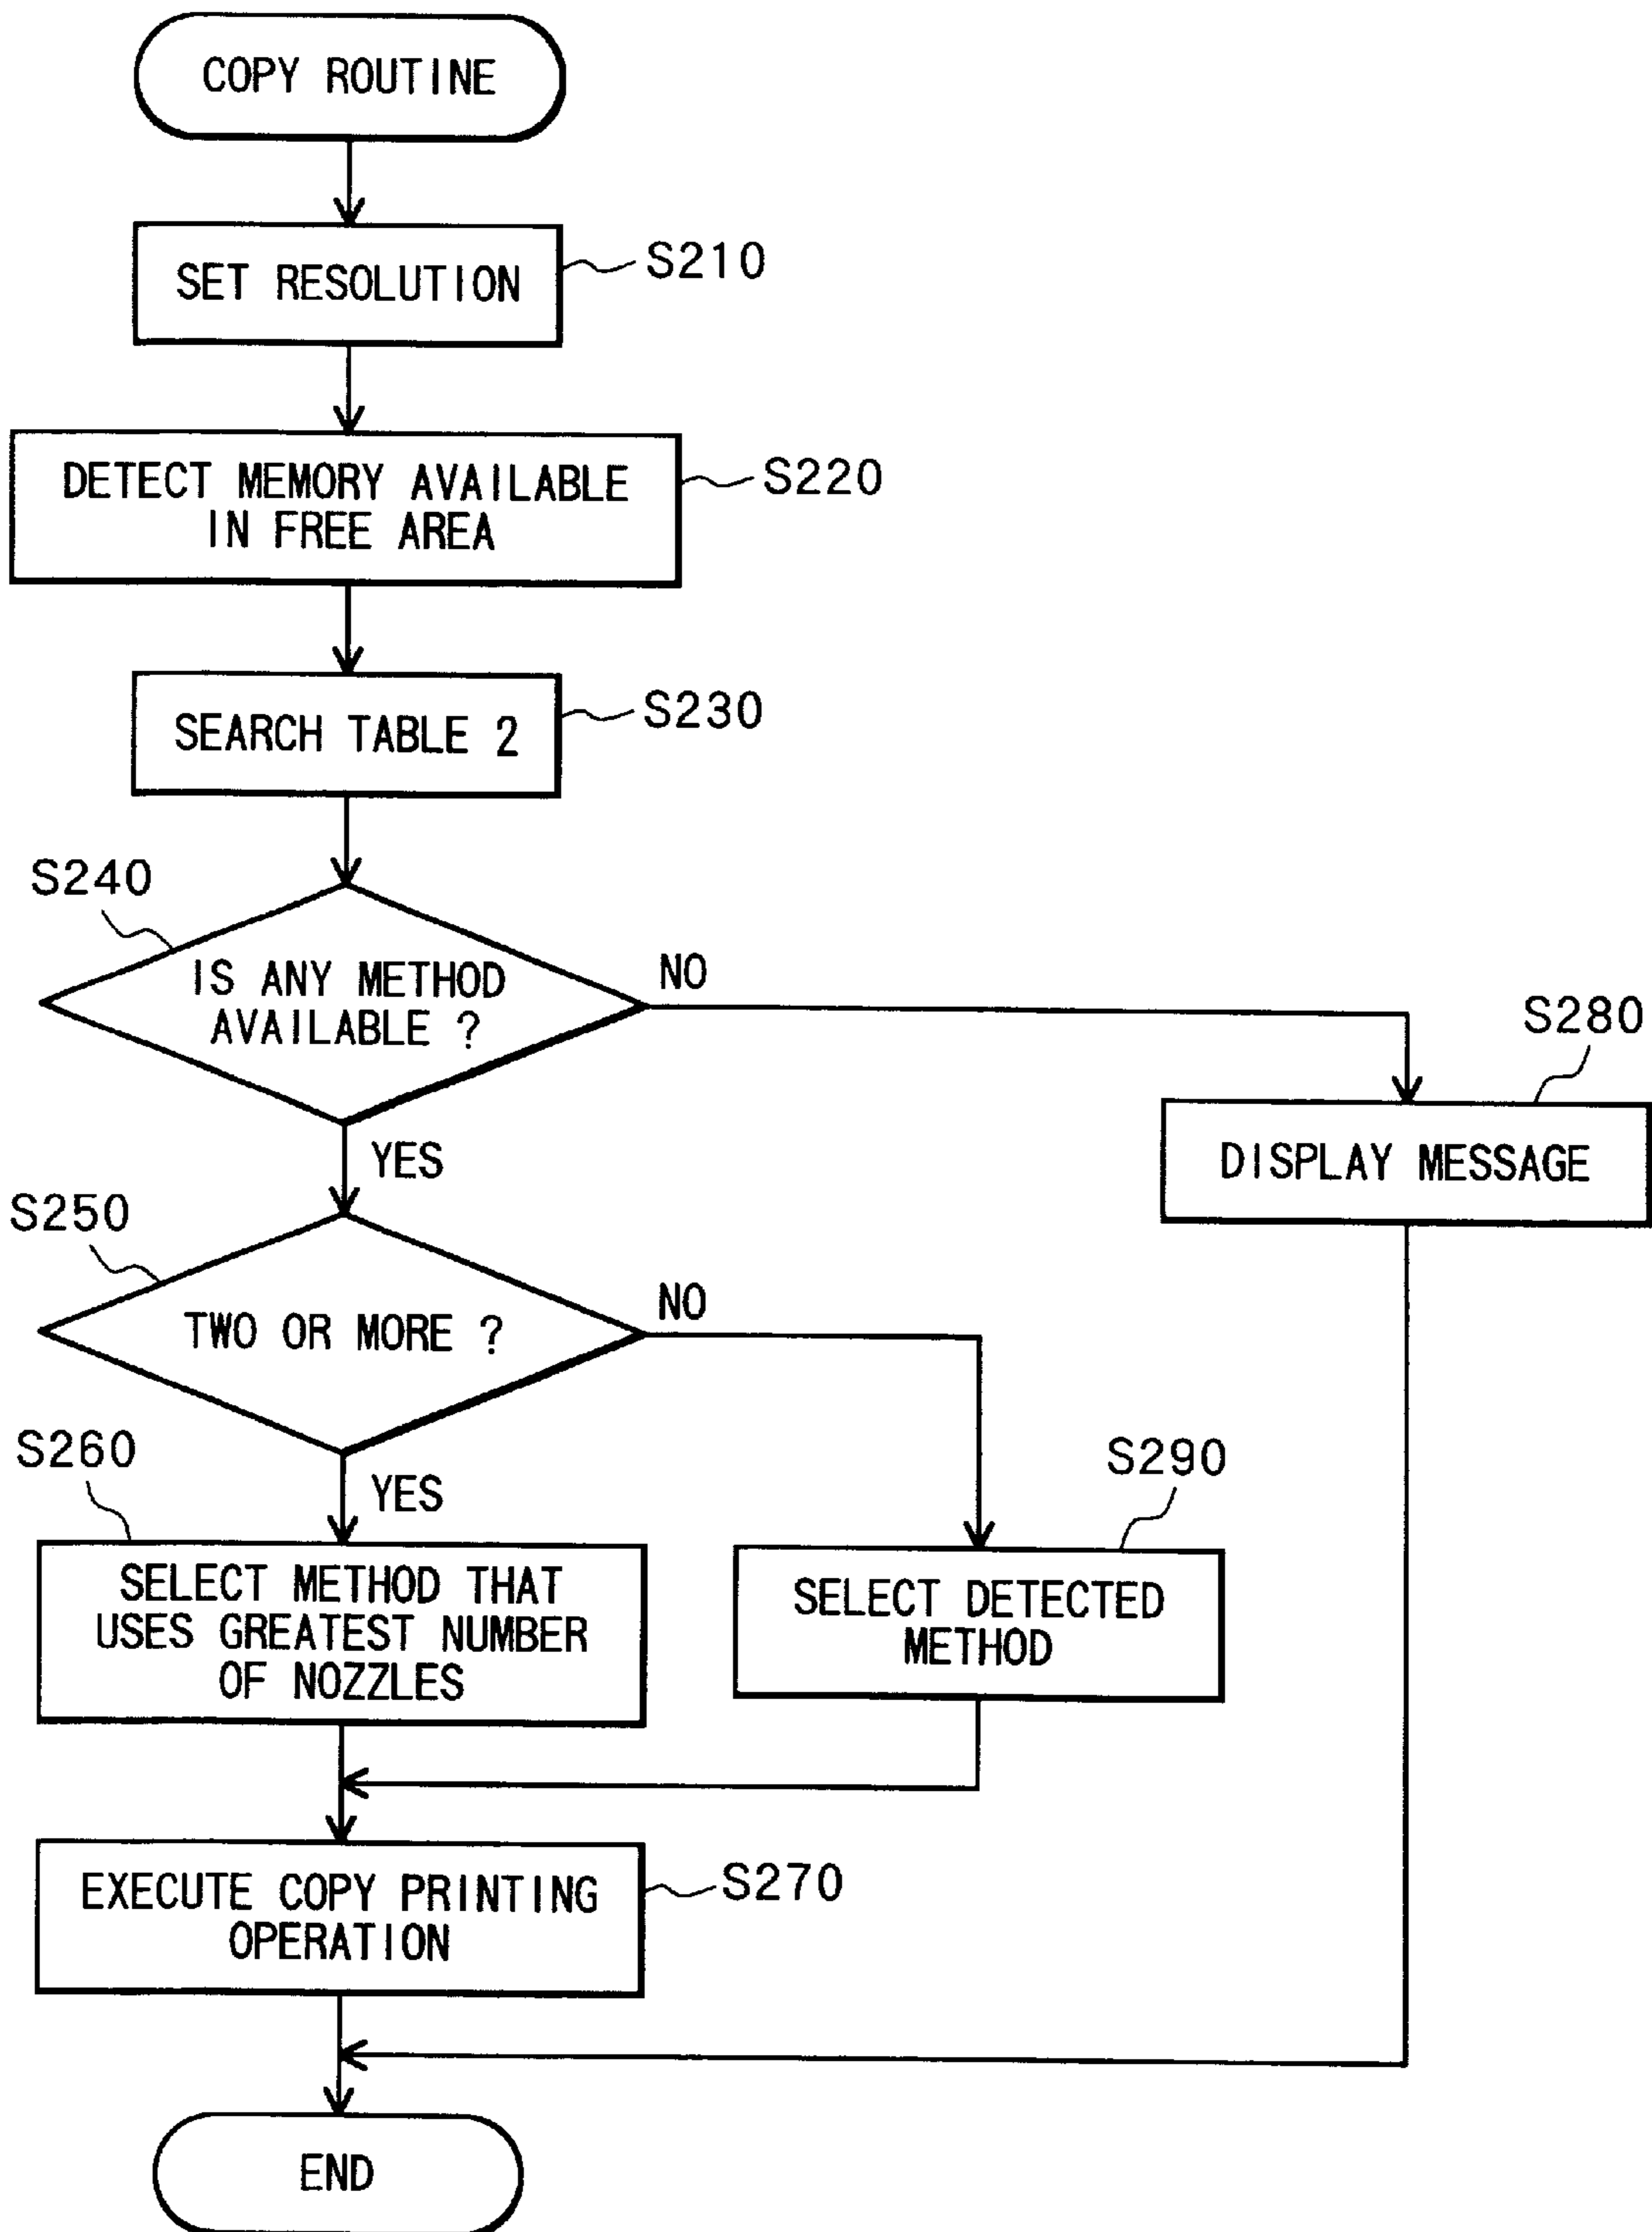 COPY ROUTINE
SET RESOLUTION
S210
DETECT MEMORY AVAILABLE
IN FREE AREA
S220
SEARCH TABLE 2
S230
S240
IS ANY METHOD
AVAILABLE ?
NO
YES
S280
DISPLAY MESSAGE
S250
TWO OR MORE ?
NO
YES
S260
SELECT METHOD THAT
USES GREATEST NUMBER
OF NOZZLES
S290
SELECT DETECTED
METHOD
EXECUTE COPY PRINTING
OPERATION
S270
END